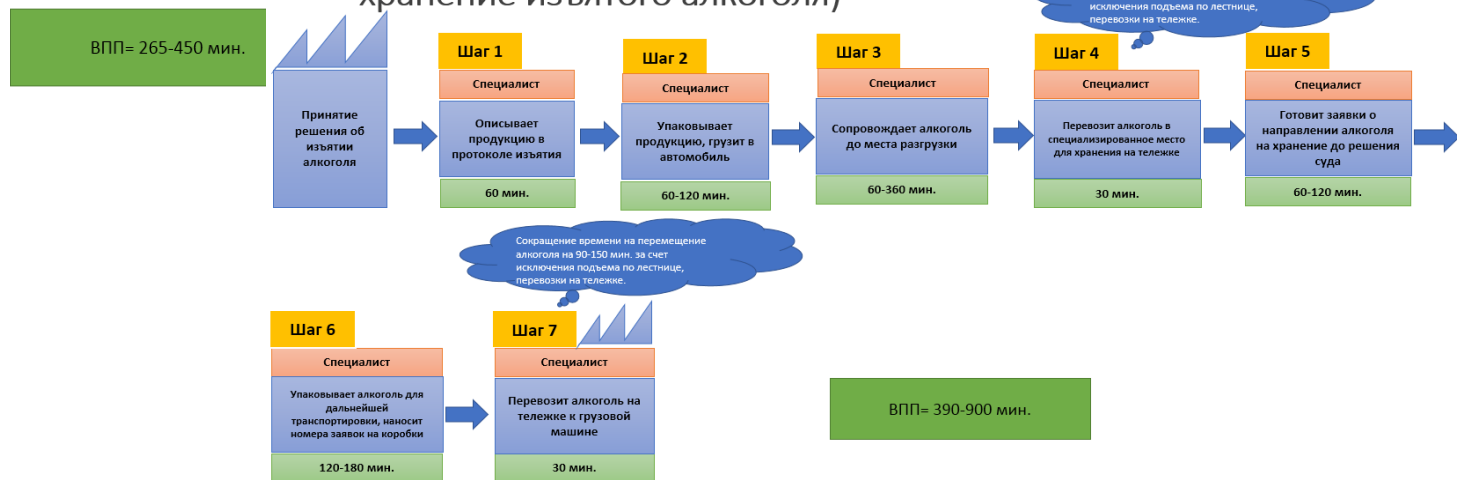 хранение изъятого алкоголя)
исключения подъема по лестнице,
перевозки на тележке.
ВПП= 265-450 мин.
Принятие
решения об
изъятии
алкоголя
Шаг 1
Специалист
Описывает
продукцию в
протоколе изъятия
60 мин.
Шаг 2
Специалист
Упаковывает
продукцию, грузит в
автомобиль
60-120 мин.
Шаг 3
Специалист
Сопровождает алкоголь
до места разгрузки
60-360 мин.
Шаг 4
Специалист
Перевозит алкоголь в
специализированное место
для хранения на тележке
30 мин.
Шаг 5
Специалист
Готовит заявки о
направлении алкоголя
на хранение до решения
суда
60-120 мин.
Сокращение времени на перемещение
алкоголя на 90-150 мин. за счет
исключения подъема по лестнице,
перевозки на тележке.
Шаг 6
Специалист
Упаковывает алкоголь для
дальнейшей
транспортировки, наносит
номера заявок на коробки
120-180 мин.
Шаг 7
Специалист
Перевозит алкоголь на
тележке к грузовой
машине
30 мин.
ВПП= 390-900 мин.